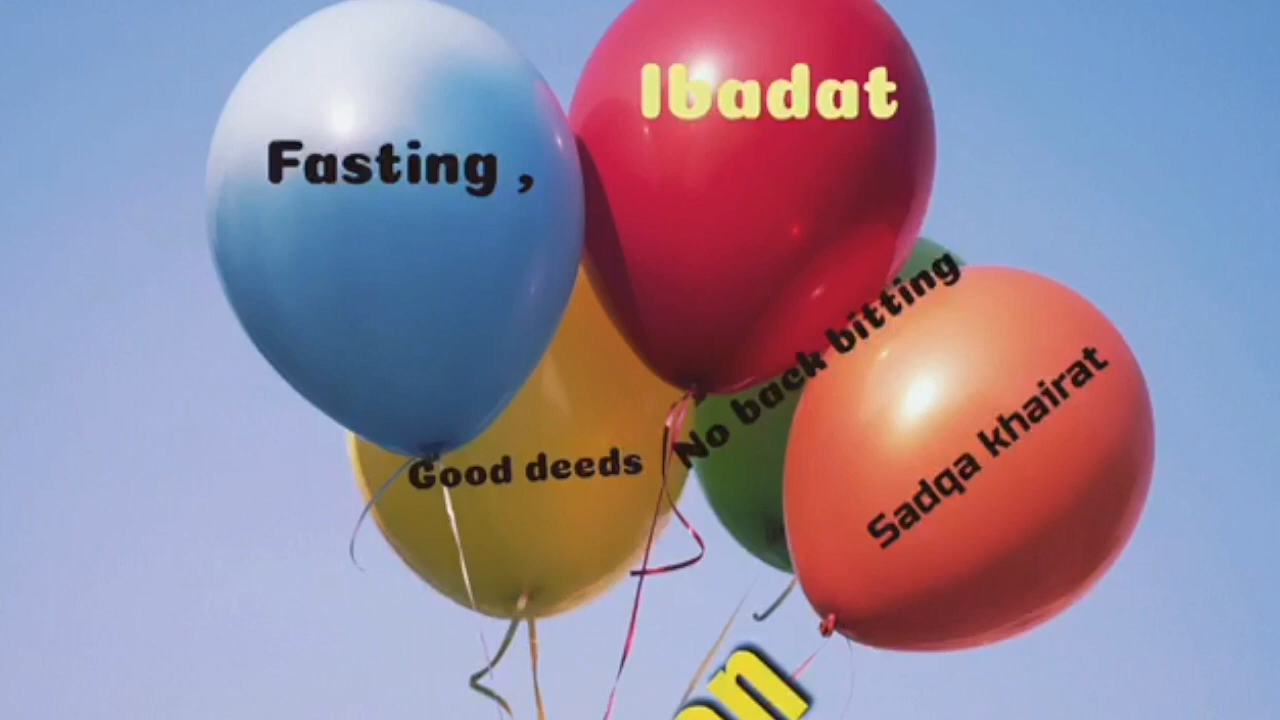 Ibadat
Fasting ,
No back bitting
Sadqa khairat
Good deeds